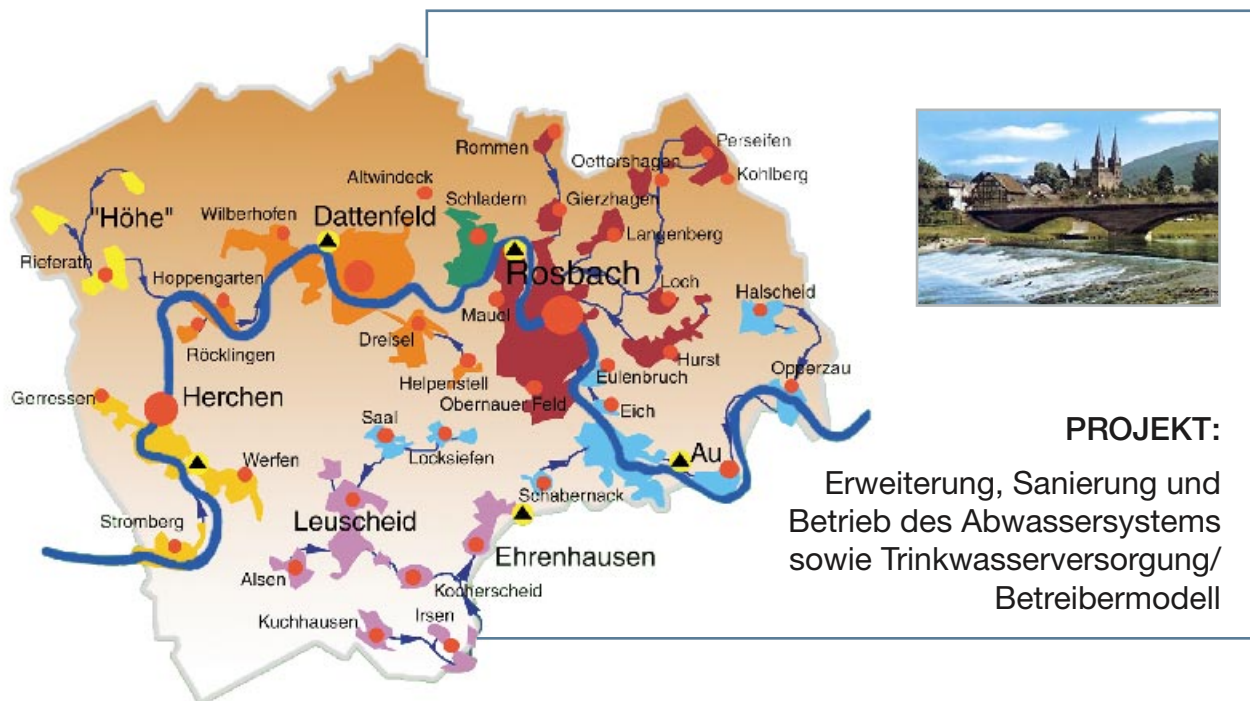 Rommen
Oettershagen
Perseifen
Kohlberg
Altwindeck
Schladern
Gierzhagen
"Höhe"
Wilberhofen
Dattenfeld
Langenberg
Rieferath
Hoppengarten
Rosbach
Loch
Halscheid
Mauel
Dreisel
Röcklingen
Hurst
Helpenstell
Eulenbruch
Opperzau
Gerressen
Herchen
Obernauer Feld
Eich
Saal
Locksiefen
Au
Werfen
Schabernack
Stromberg
Leuscheid
Ehrenhausen
Alsen
Kocherscheid
Kuchhausen
Irsen
PROJEKT:
Erweiterung, Sanierung und
Betrieb des Abwassersystems
sowie Trinkwasserversorgung/
Betreibermodell